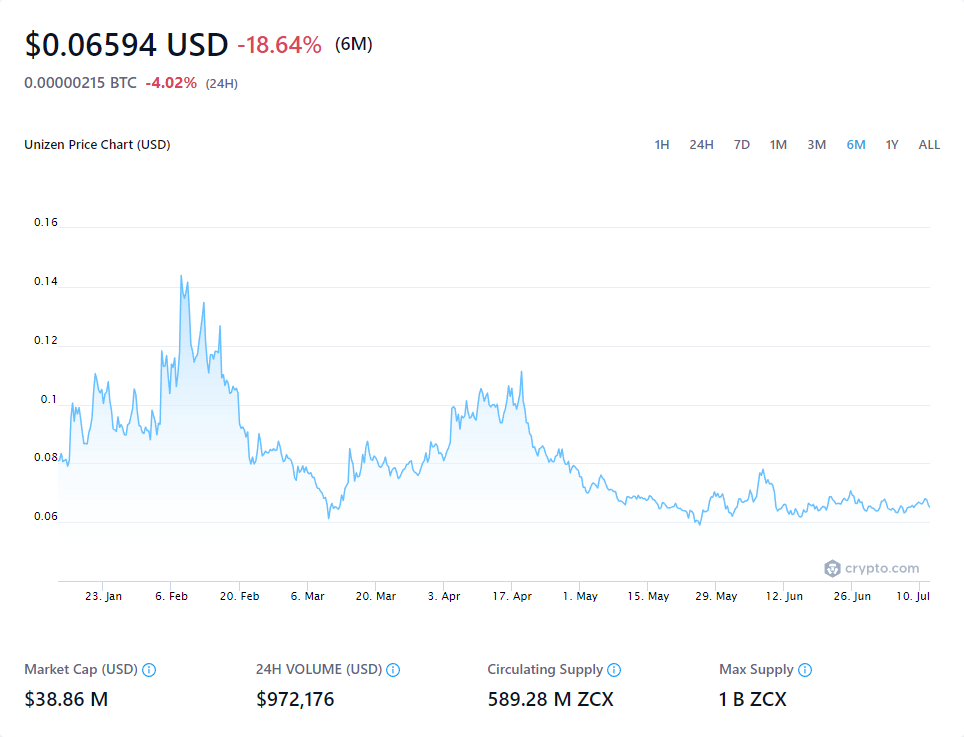 $0.06594 USD -18.64% (6M)
0.00000215 BTC -4.02% (24H)
Unizen Price Chart (USD) 1H 24H 7D 1M 3M 6M 1Y ALL
0.16
0.14
0.12
0.1
0.08
0.06
crypto.com
23. Jan 6. Feb 20. Feb 6. Mar 20. Mar 3. Apr 17. Apr 1. May 15. May 29. May 12. Jun 26. Jun 10. Jul
Market Cap (USD) 24H VOLUME (USD) Circulating Supply Max Supply
$38.86 M $972,176 589.28 M ZCX 1 B ZCX